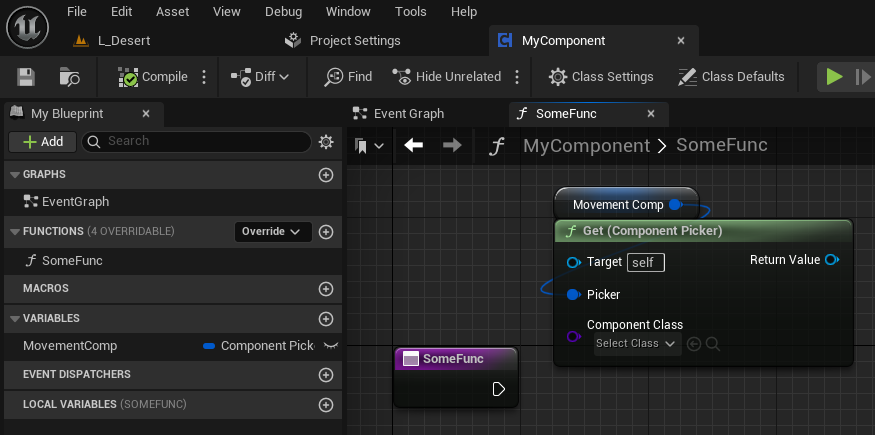 File Edit Asset View Debug Window Tools Help
L_Desert Project Settings MyComponent
Compile Diff Find Hide Unrelated Class Settings Class Defaults
My Blueprint Event Graph SomeFunc
Add Search MyComponent > SomeFunc
GRAPHS
EventGraph
FUNCTIONS (4 OVERRIDABLE) Override
SomeFunc
MACROS
VARIABLES
MovementComp Component Pick
EVENT DISPATCHERS
LOCAL VARIABLES (SOMEFUNC)
Movement Comp
Get (Component Picker)
Target self Return Value
Picker
Component Class
Select Class
SomeFunc